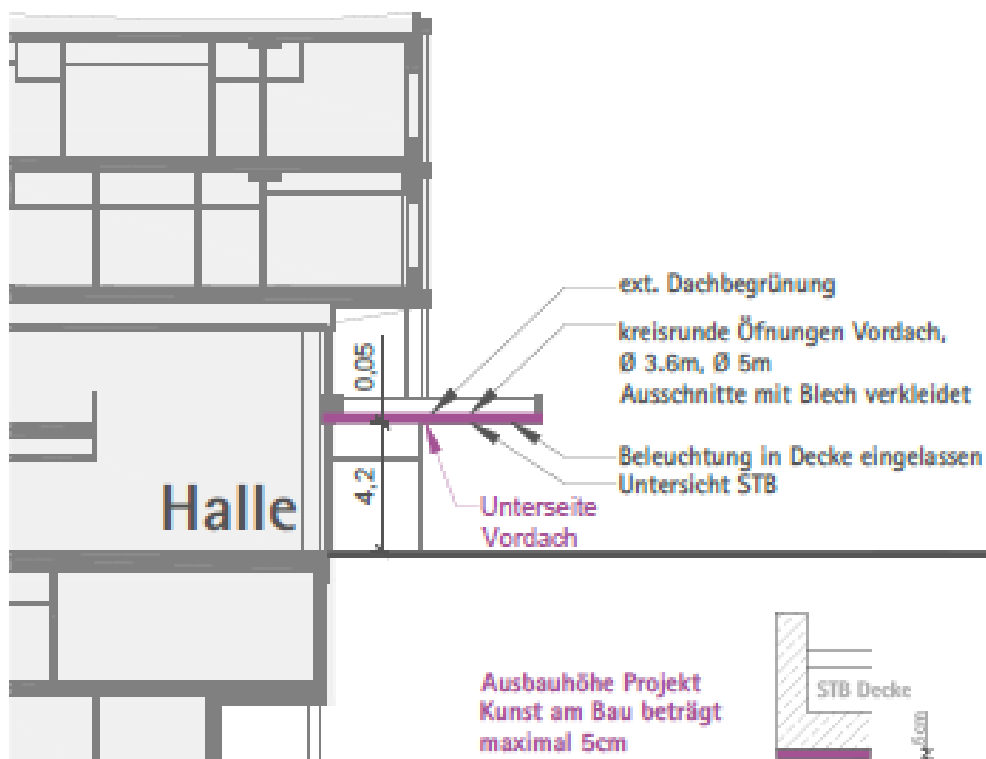 ext. Dachbegrünung
kreisrunde Öfnungen Vordach,
Ø 3.6m, Ø 5m
Ausschnitte mit Blech verkleidet
0,05
Beleuchtung in Decke eingelassen
Untersicht STB
4,2
Halle
Unterseite
Vordach
Ausbauhöhe Projekt
Kunst am Bau beträgt
maximal 5cm
STB Decke